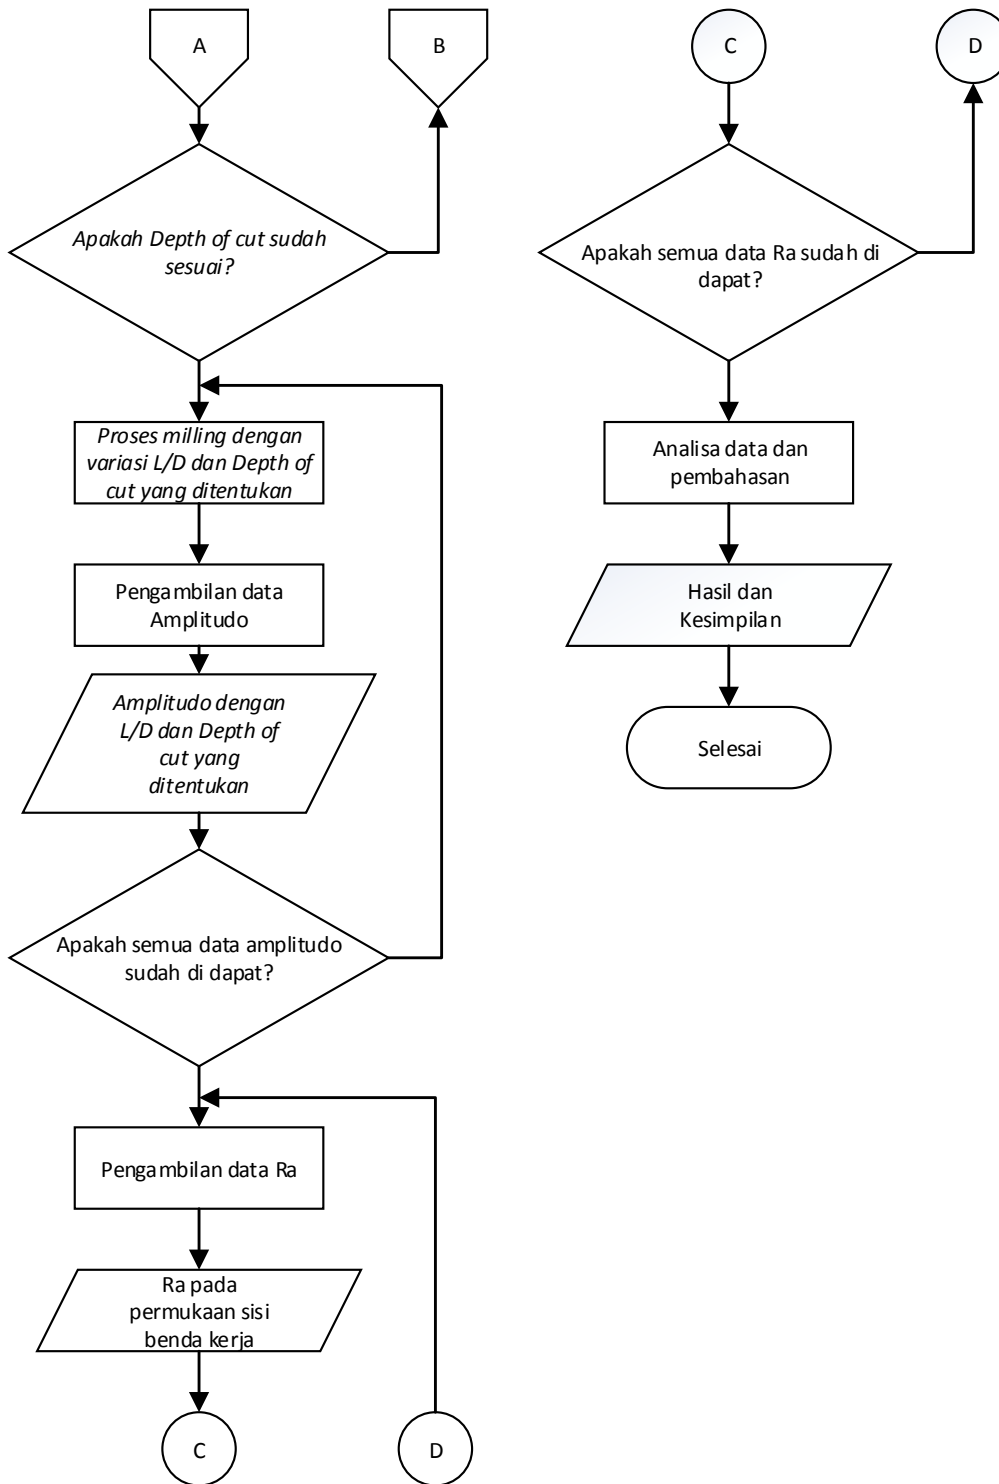 A
B
Apakah Depth of cut sudah
sesuai?
Proses milling dengan
variasi L/D dan Depth of
cut yang ditentukan
Pengambilan data
Amplitudo
Amplitudo dengan
L/D dan Depth of
cut yang
ditentukan
Apakah semua data amplitudo
sudah di dapat?
Pengambilan data Ra
Ra pada
permukaan sisi
benda kerja
C
D
C
D
Apakah semua data Ra sudah di
dapat?
Analisa data dan
pembahasan
Hasil dan
Kesimpilan
Selesai